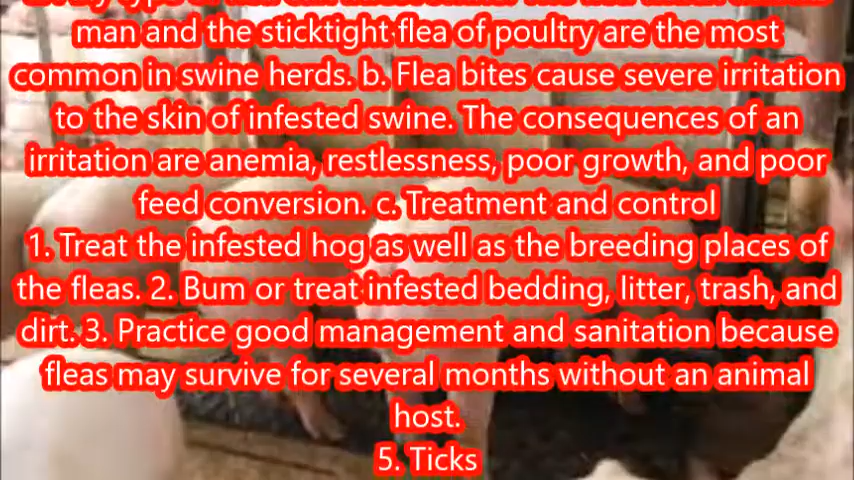 man and the sticktight flea of poultry are the most
common in swine herds. b. Flea bites cause severe irritation
to the skin of infested swine. The consequences of an
irritation are anemia, restlessness, poor growth, and poor
feed conversion. c. Treatment and control
1. Treat the infested hog as well as the breeding places of
the fleas. 2. Bum or treat infested bedding, litter, trash, and
dirt. 3. Practice good management and sanitation because
fleas may survive for several months without an animal
host.
5. Ticks